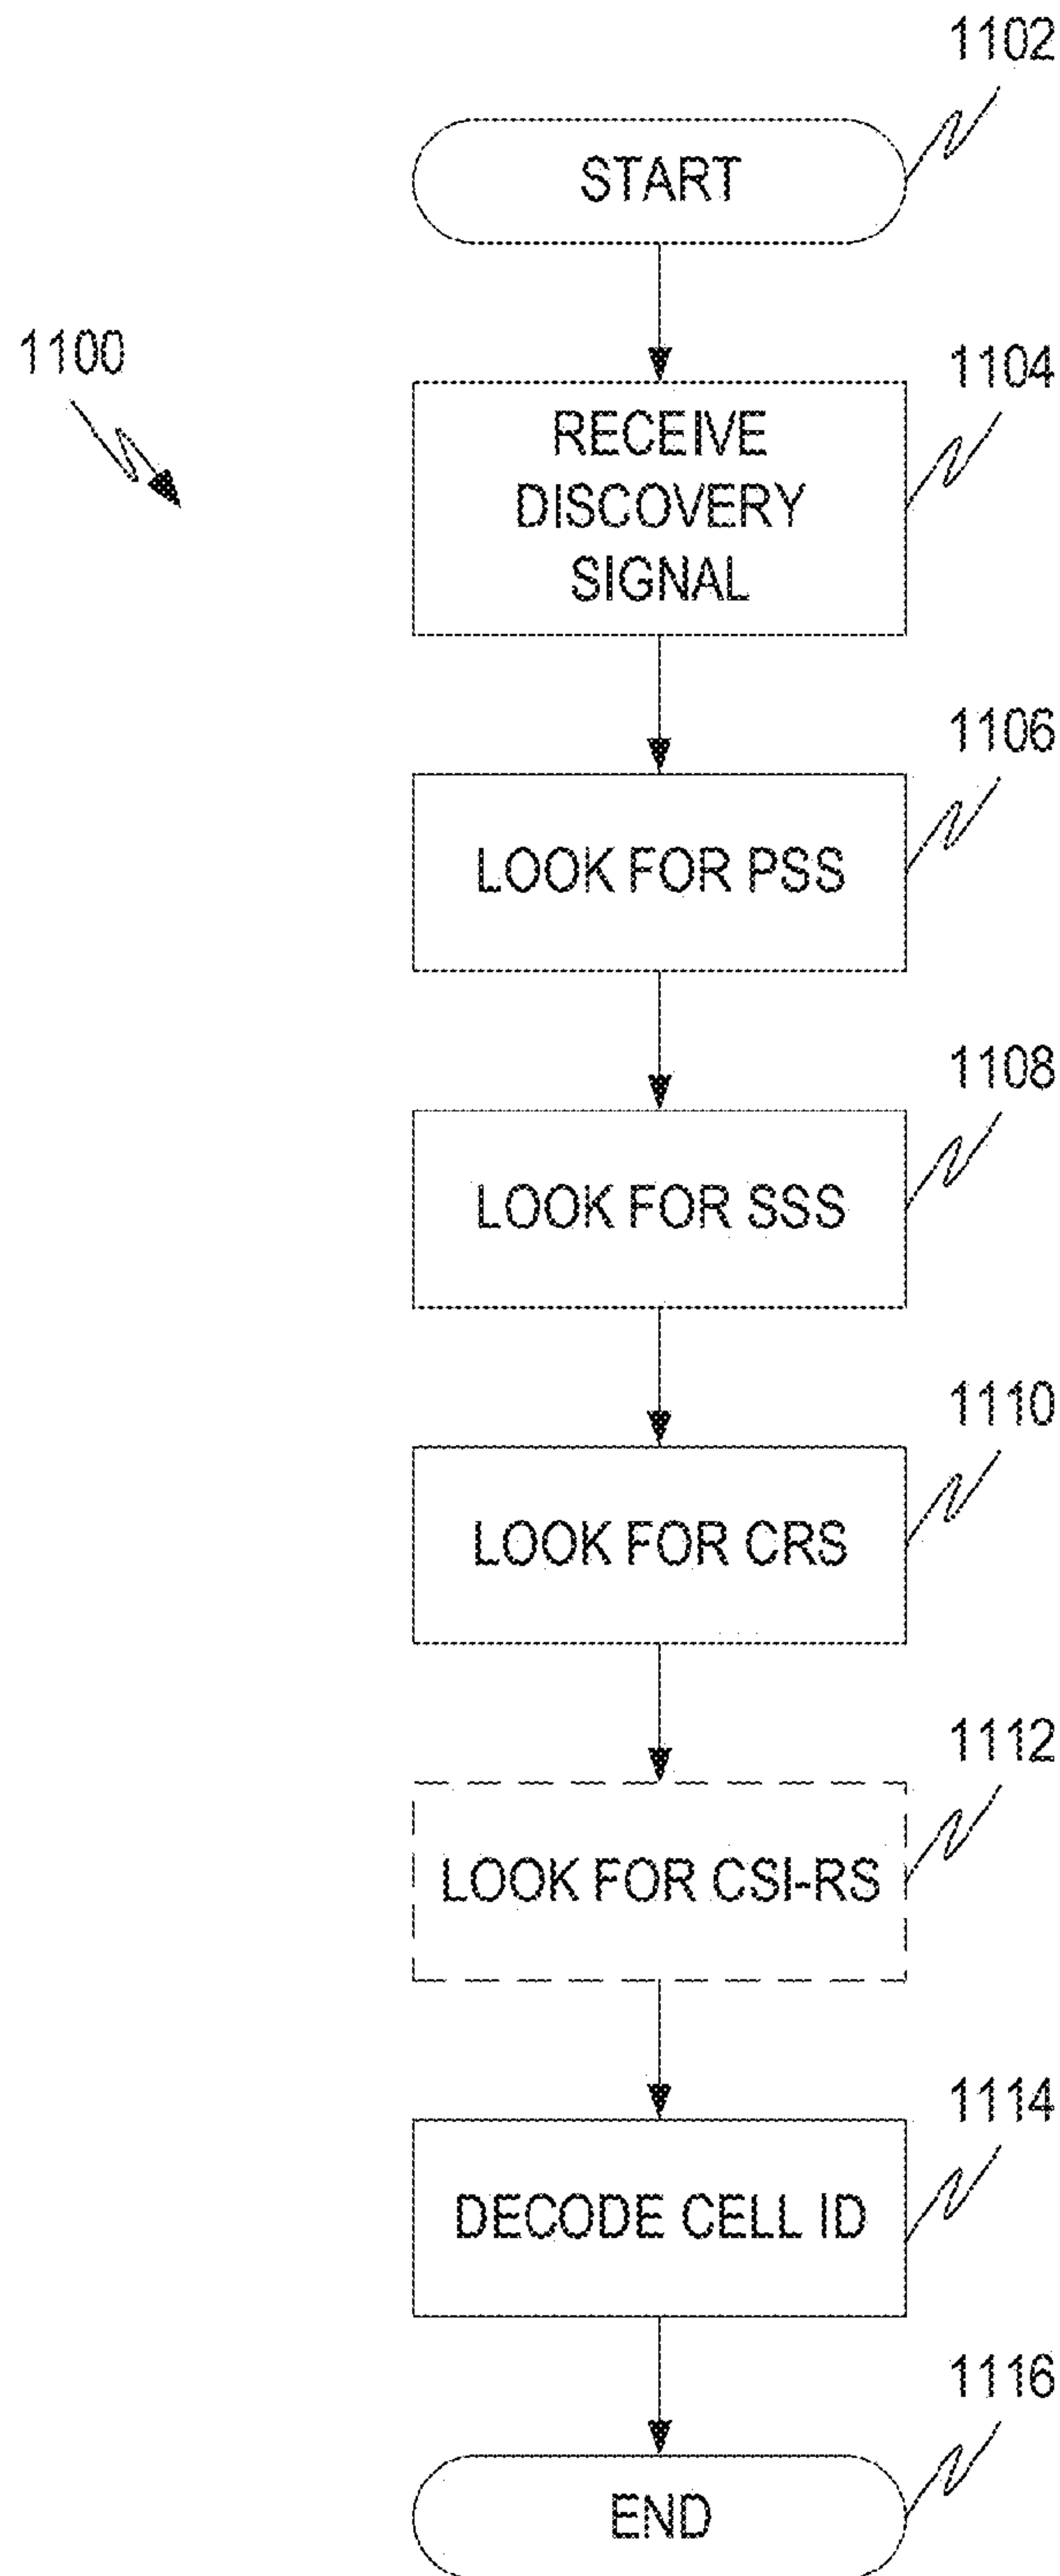 1102
START
1100
1104
RECEIVE
DISCOVERY
SIGNAL
1106
LOOK FOR PSS
1108
LOOK FOR SSS
1110
LOOK FOR CRS
1112
LOOK FOR CSI-RS
1114
DECODE CELL ID
1116
END